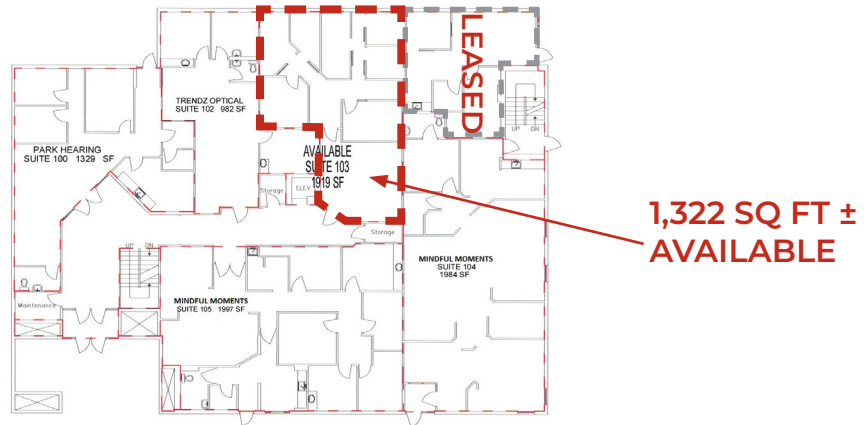 LEASED
TRENDZ OPTICAL
SUITE 102 982 SF
PARK HEARING
SUITE 100 1329 SF
AVAILABLE
SUITE 103
1919 SF
UP DN
Storage
ELEV
Storage
1,322 SQ FT ±
AVAILABLE
UP DN
MINDFUL MOMENTS
SUITE 104
1984 SF
MINDFUL MOMENTS
SUITE 105 1997 SF
Maintenance